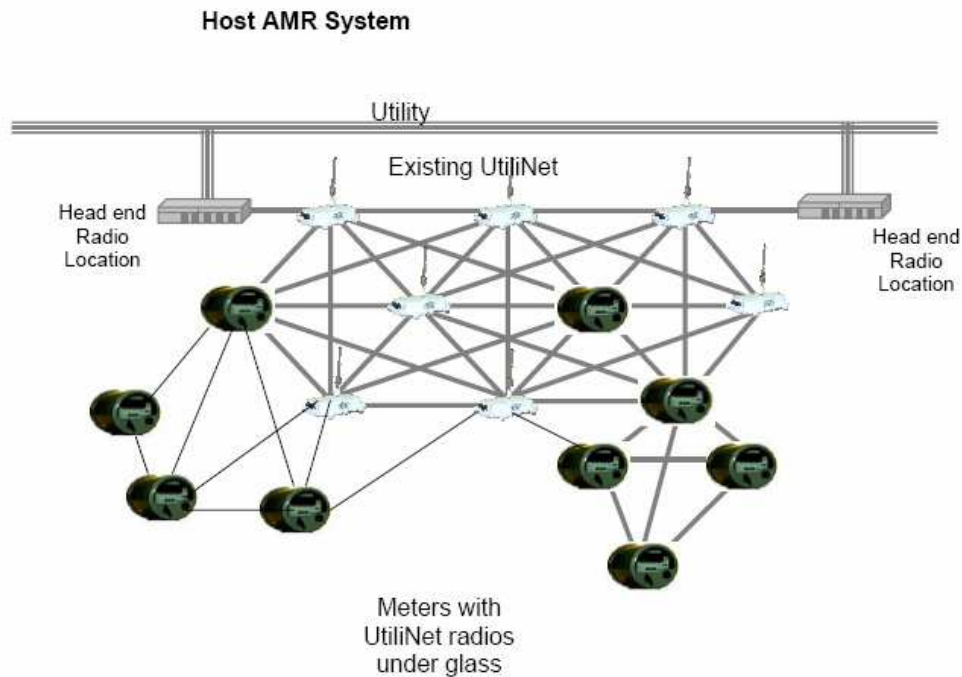 Host AMR System
Utility
Existing UtiliNet
Head end
Radio
Location
Head end
Radio
Location
Meters with
UtiliNet radios
under glass